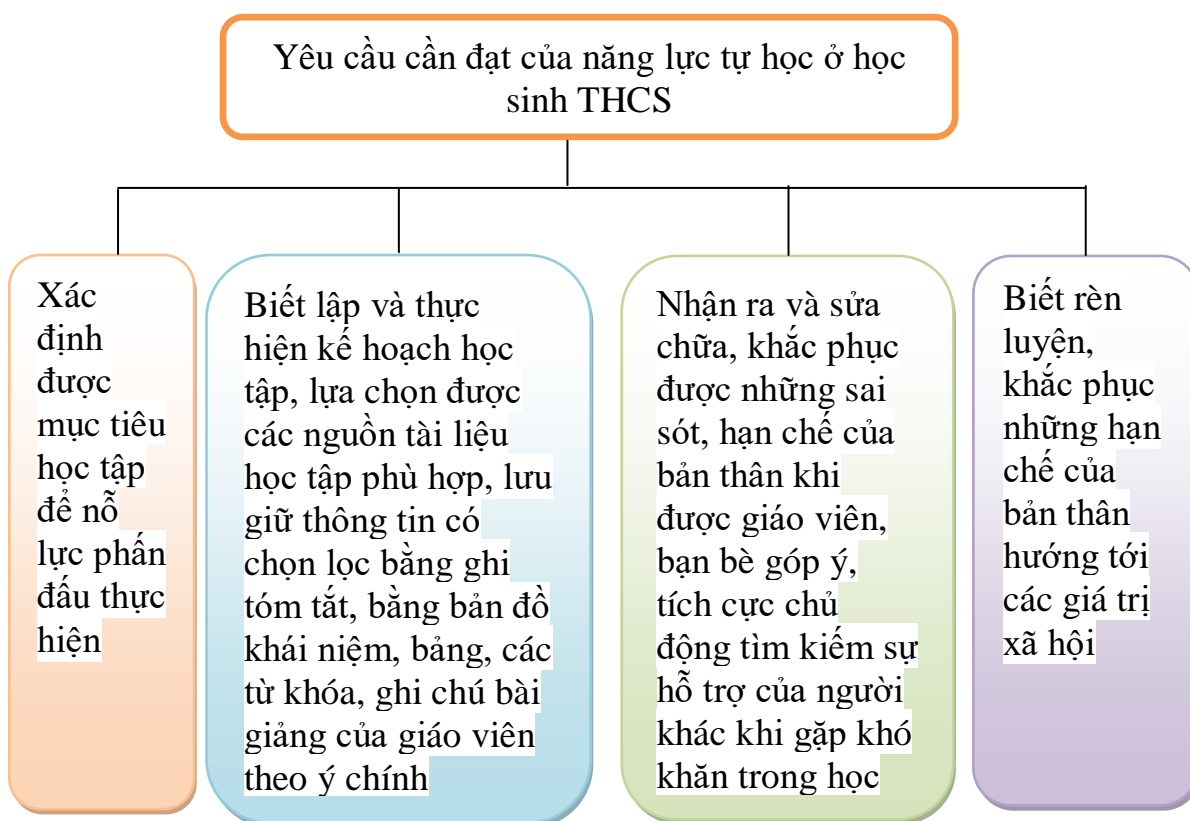 Yêu cầu cần đạt của năng lực tự học ở học
sinh THCS
Xác
định
được
mục tiêu
học tập
để nỗ
lực phấn
đấu thực
hiện
Biết lập và thực
hiện kế hoạch học
tập, lựa chọn được
các nguồn tài liệu
học tập phù hợp, lưu
giữ thông tin có
chọn lọc bằng ghi
tóm tắt, bằng bản đồ
khái niệm, bảng, các
từ khóa, ghi chú bài
giảng của giáo viên
theo ý chính
Nhận ra và sửa
chữa, khắc phục
được những sai
sót, hạn chế của
bản thân khi
được giáo viên,
bạn bè góp ý,
tích cực chủ
động tìm kiếm sự
hỗ trợ của người
khác khi gặp khó
khăn trong học
Biết rèn
luyện,
khắc phục
những hạn
chế của
bản thân
hướng tới
các giá trị
xã hội